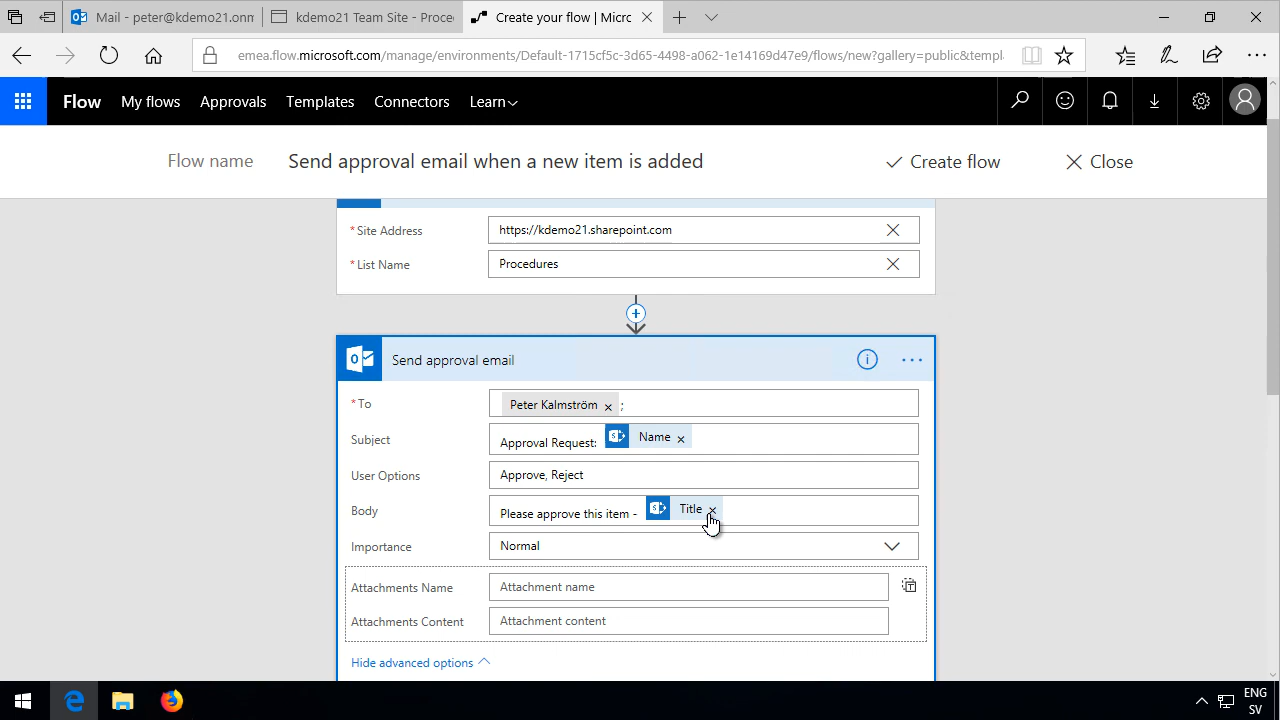 Mail - peter@kdemo21.onn
kdemo21 Team Site - Proce
Create your flow | Micro
emea.flow.microsoft.com/manage/environments/Default-1715cf5c-3d65-4498-a062-1e14169d47e9/flows/new?gallery=public&templ
Flow My flows Approvals Templates Connectors Learn
Flow name Send approval email when a new item is added Create flow Close
* Site Address https://kdemo21.sharepoint.com
* List Name Procedures
Send approval email
* To Peter Kalmström × ;
Subject Approval Request: Name ×
User Options Approve, Reject
Body Please approve this item - Title ×
Importance Normal
Attachments Name Attachment name
Attachments Content Attachment content
Hide advanced options
ENG
SV